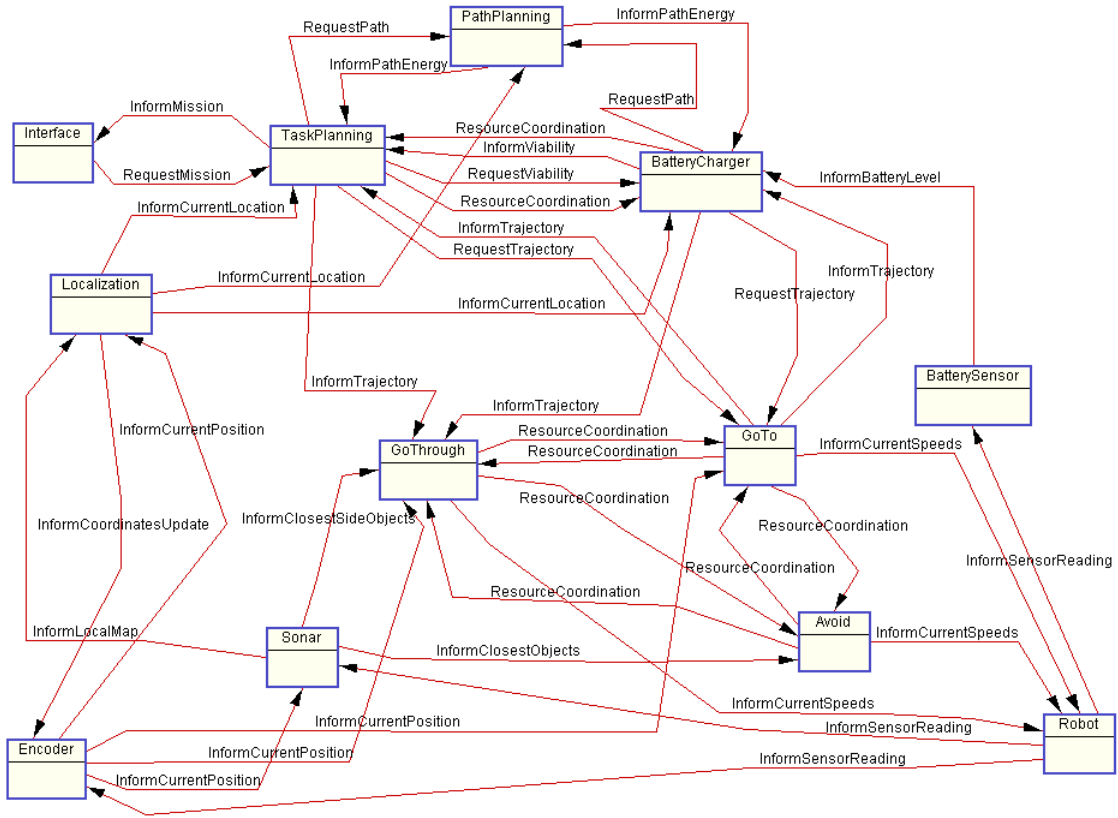 PathPlanning
InformPathEnergy
RequestPath
InformPathEnergy
RequestPath
InformMission
Interface
TaskPlanning
ResourceCoordination
InformViability
BatteryCharger
RequestMission
RequestViability
InformBatteryLevel
ResourceCoordination
InformCurrentLocation
InformTrajectory
RequestTrajectory
InformTrajectory
Localization
InformCurrentLocation
RequestTrajectory
InformCurrentLocation
BatterySensor
InformTrajectory
InformTrajectory
InformCurrentPosition
ResourceCoordination
GoTo
InformCurrentSpeeds
GoThrough
ResourceCoordination
ResourceCoordination
InformCoordinatesUpdate
InformClosestSideObjects
ResourceCoordination
InformSensorReading
ResourceCoordination
ResourceCoordination
Avoid
InformLocalMap
Sonar
InformCurrentSpeeds
InformClosestObjects
InformCurrentSpeeds
InformCurrentPosition
Robot
InformSensorReading
Encoder
InformCurrentPosition
InformSensorReading
InformCurrentPosition